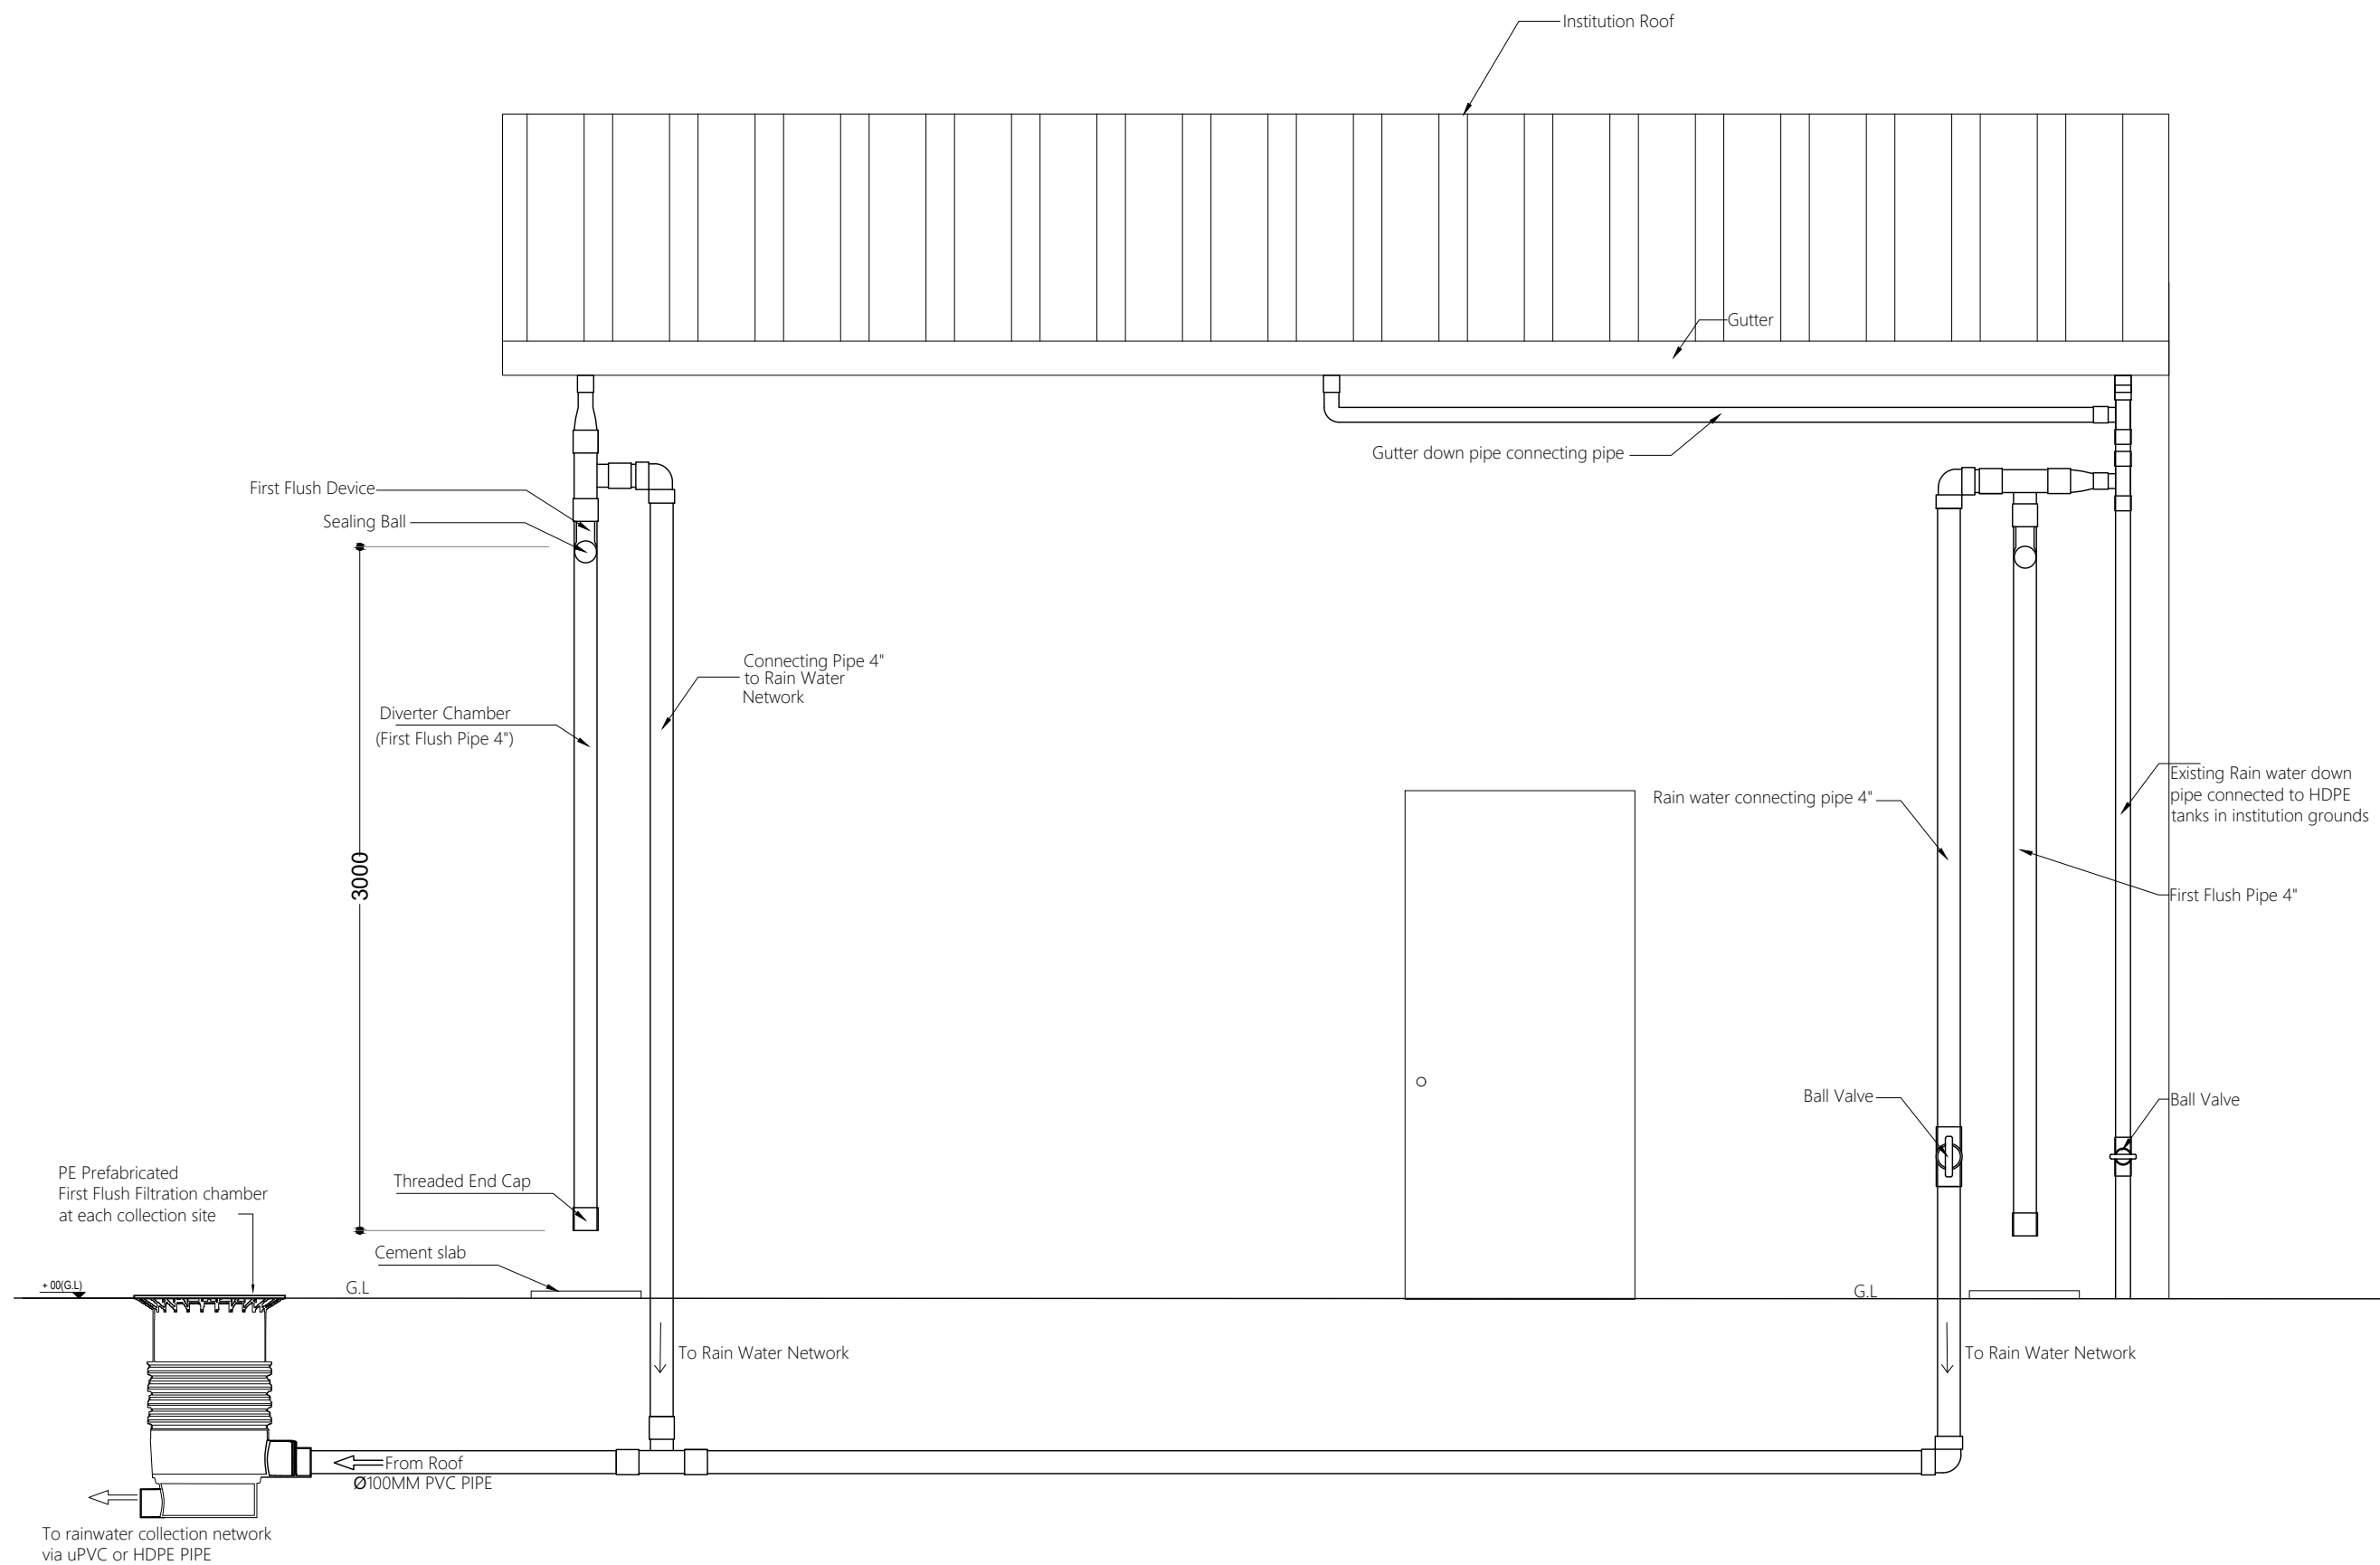 Institution Roof
Gutter
Gutter down pipe connecting pipe
First Flush Device
Sealing Ball
Connecting Pipe 4"
to Rain Water
Network
Diverter Chamber
(First Flush Pipe 4")
3000
Existing Rain water down
pipe connected to HDPE
tanks in institution grounds
Rain water connecting pipe 4"
First Flush Pipe 4"
Ball Valve
Ball Valve
PE Prefabricated
First Flush Filtration chamber
at each collection site
Threaded End Cap
Cement slab
+ 00(G.L)
G.L
G.L
To Rain Water Network
To Rain Water Network
From Roof
Ø100MM PVC PIPE
To rainwater collection network
via uPVC or HDPE PIPE